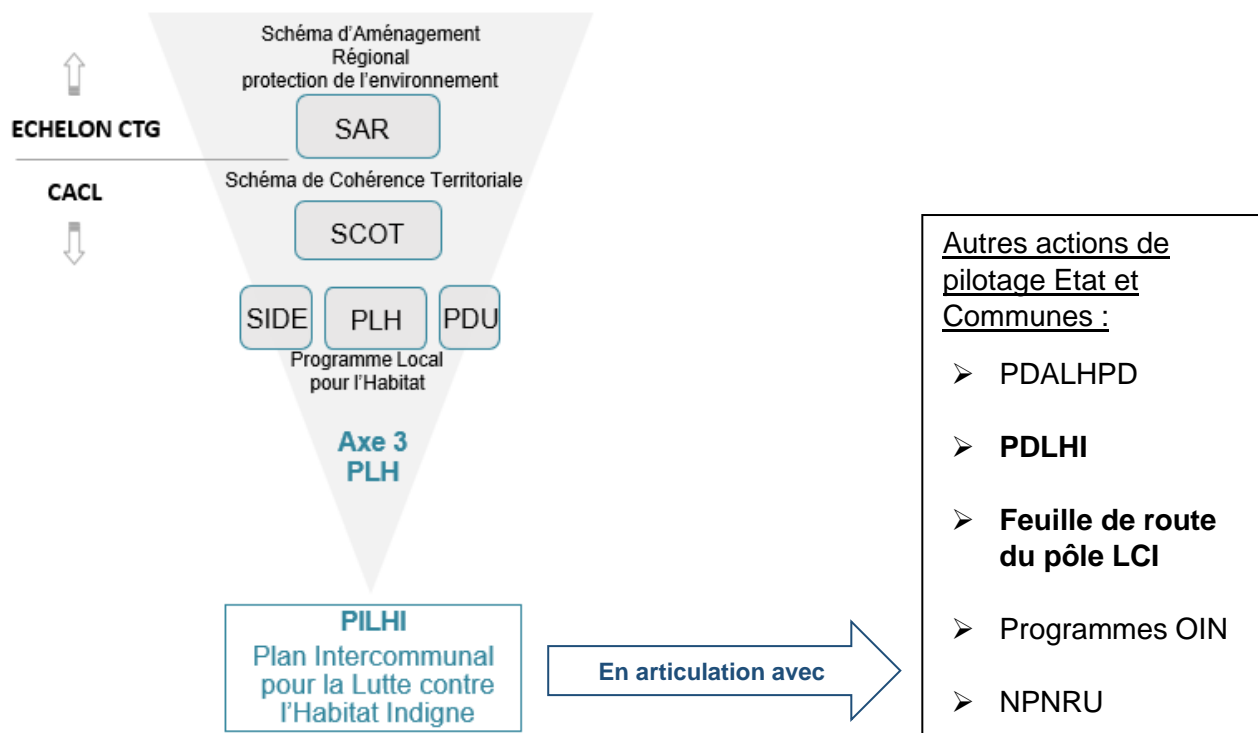 Schéma d'Aménagement
Régional
protection de l'environnement
ECHELON CTG
SAR
CACL
Schéma de Cohérence Territoriale
SCOT
SIDE
PLH
PDU
Programme Local
pour l'Habitat
Axe 3
PLH
PILHI
Plan Intercommunal
pour la Lutte contre
l'Habitat Indigne
En articulation avec
Autres actions de
pilotage Etat et
Communes :
➢ PDALHPD
➢ PDLHI
➢ Feuille de route
du pôle LCI
➢ Programmes OIN
➢ NPNRU